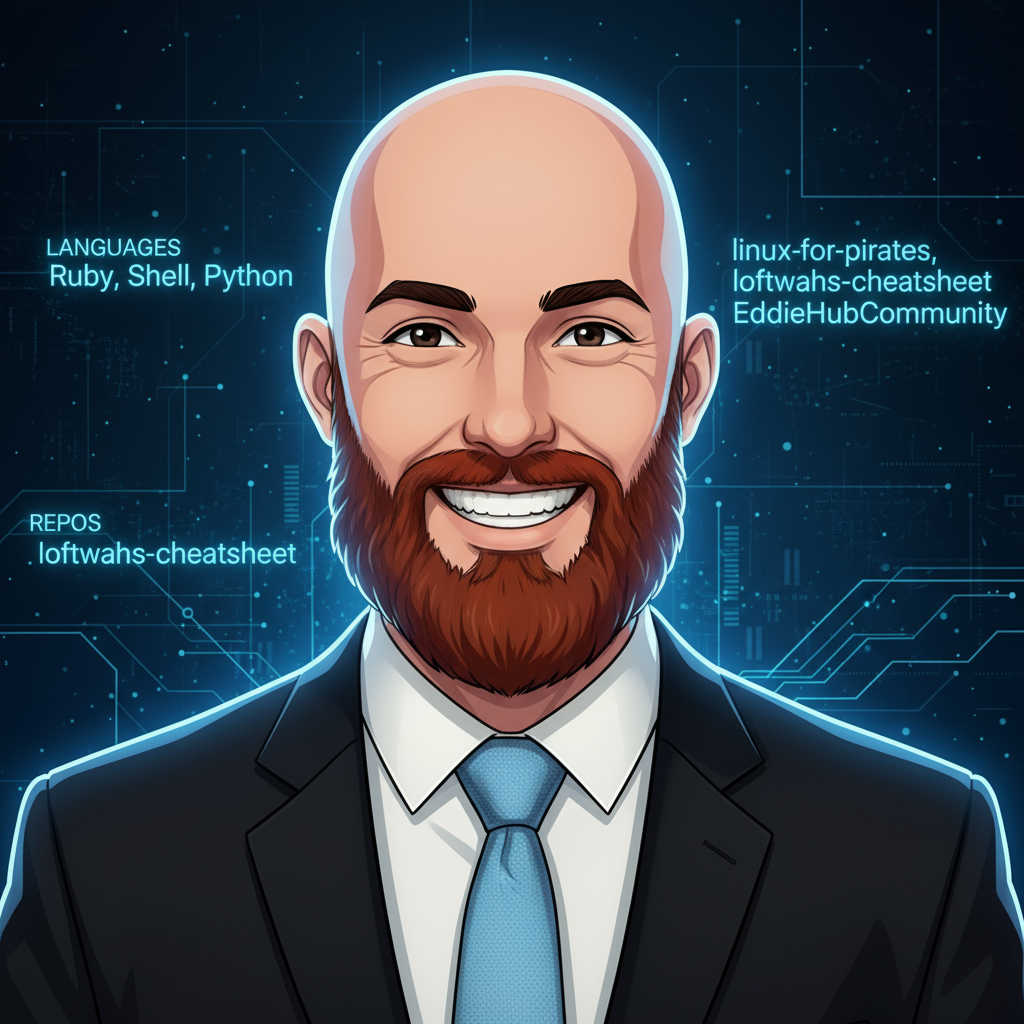 LANGUAGES
Ruby, Shell, Python
linux-for-pirates,
loftwahs-cheatsheet
EddieHubCommunity
REPOS
loftwahs-cheatsheet